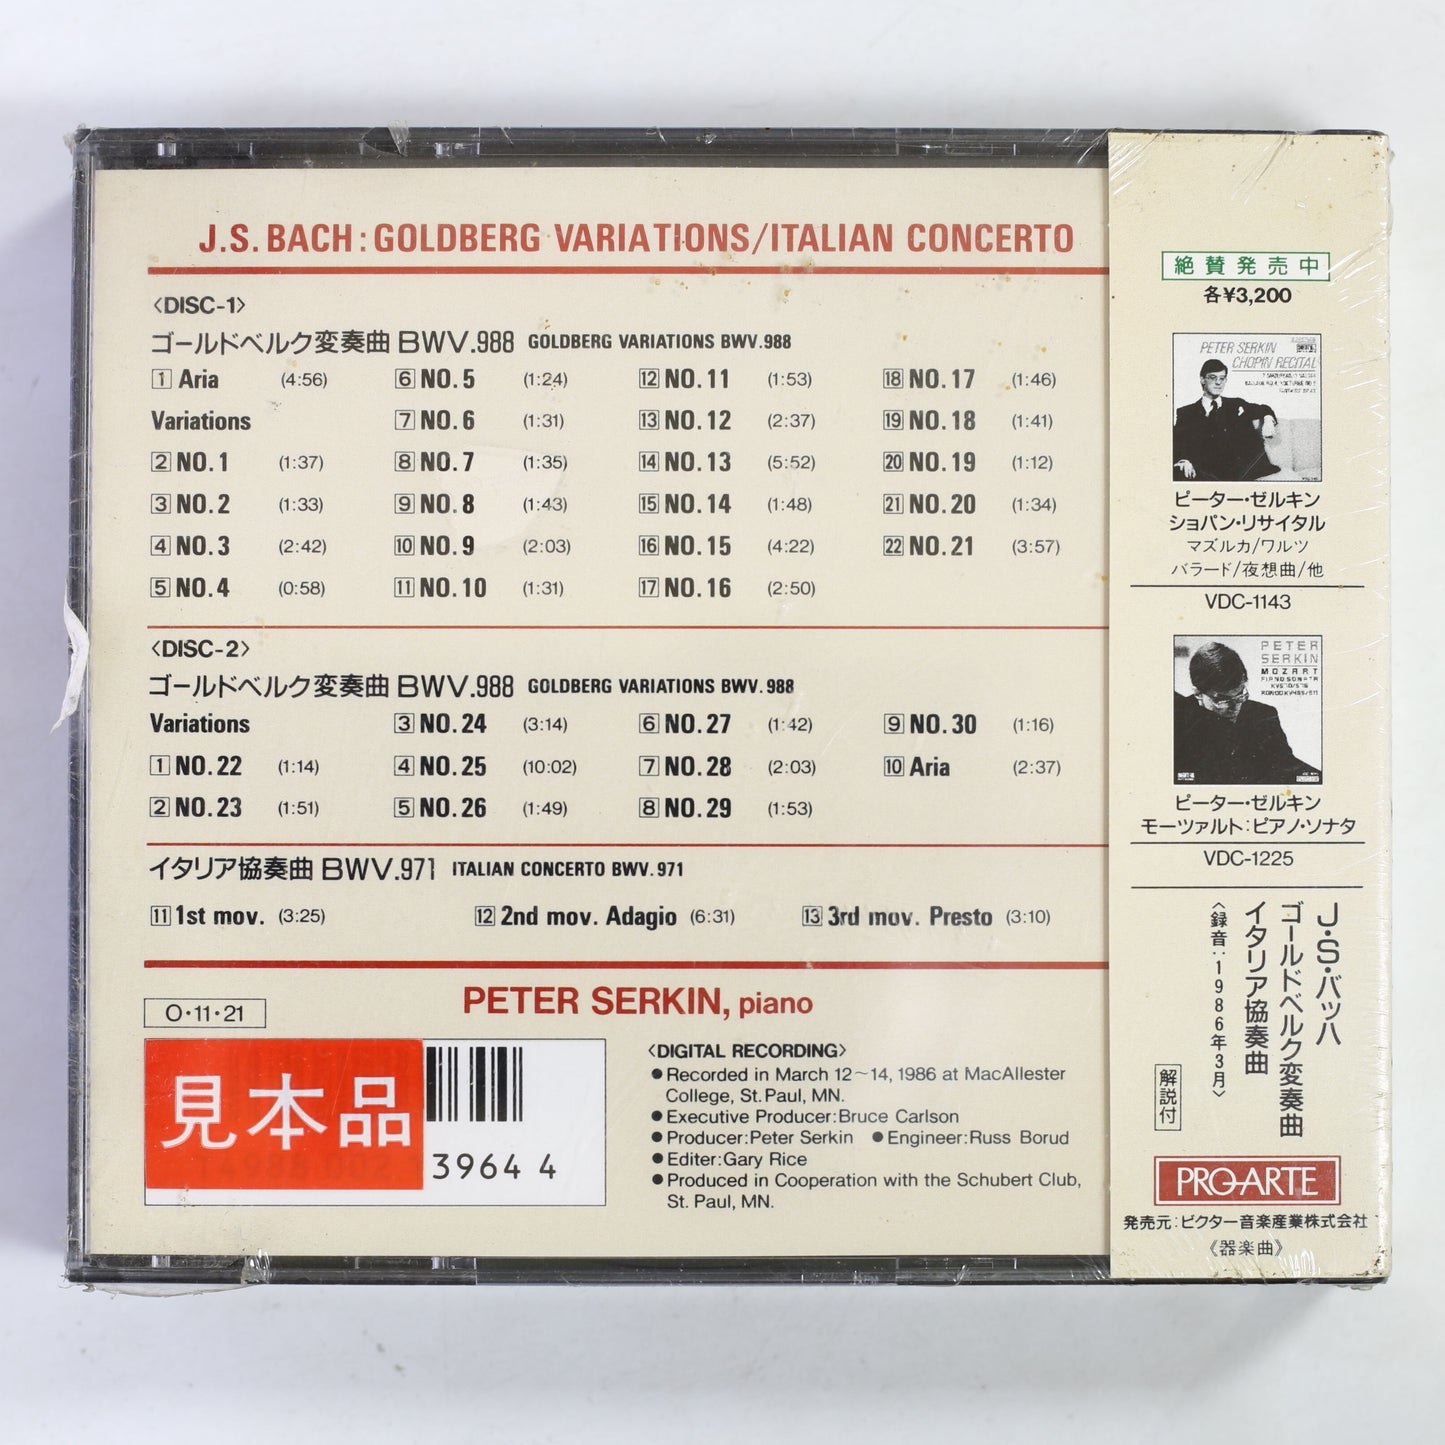 J.S. BACH: GOLDBERG VARIATIONS/ITALIAN CONCERTO
〈DISC-1〉
ゴールドベルク変奏曲 BWV.988 GOLDBERG VARIATIONS BWV.988
1 Aria (4:56)
Variations
2 NO.1 (1:37)
3 NO.2 (1:33)
4 NO.3 (2:42)
5 NO.4 (0:58)
6 NO.5 (1:24)
7 NO.6 (1:31)
8 NO.7 (1:35)
9 NO.8 (1:43)
10 NO.9 (2:03)
11 NO.10 (1:31)
12 NO.11 (1:53)
13 NO.12 (2:37)
14 NO.13 (5:52)
15 NO.14 (1:48)
16 NO.15 (4:22)
17 NO.16 (2:50)
18 NO.17 (1:46)
19 NO.18 (1:41)
20 NO.19 (1:12)
21 NO.20 (1:34)
22 NO.21 (3:57)
〈DISC-2〉
ゴールドベルク変奏曲 BWV.988 GOLDBERG VARIATIONS BWV.988
Variations
1 NO.22 (1:14)
2 NO.23 (1:51)
3 NO.24 (3:14)
4 NO.25 (10:02)
5 NO.26 (1:49)
6 NO.27 (1:42)
7 NO.28 (2:03)
8 NO.29 (1:53)
9 NO.30 (1:16)
10 Aria (2:37)
イタリア協奏曲 BWV.971 ITALIAN CONCERTO BWV.971
11 1st mov. (3:25) 12 2nd mov. Adagio (6:31) 13 3rd mov. Presto (3:10)
PETER SERKIN, piano
O・11・21
見本品
39644
〈DIGITAL RECORDING〉
●Recorded in March 12〜14, 1986 at MacAllester
College, St. Paul, MN.
●Executive Producer:Bruce Carlson
●Producer:Peter Serkin ●Engineer:Russ Borud
●Editer:Gary Rice
●Produced in Cooperation with the Schubert Club,
St. Paul, MN.
絶賛発売中
各¥3,200
PETER SERKIN
CHOPIN RECITAL
ピーター・ゼルキン
ショパン・リサイタル
マズルカ/ワルツ
バラード/夜想曲/他
VDC-1143
PETER
SERKIN
MOZART
PIANO SONATA
ピーター・ゼルキン
モーツァルト:ピアノ・ソナタ
VDC-1225
J・S・バッハ
ゴールドベルク変奏曲
イタリア協奏曲
〈録音:1986年3月〉
解説付
PRO-ARTE
発売元:ビクター音楽産業株式会社
《器楽曲》